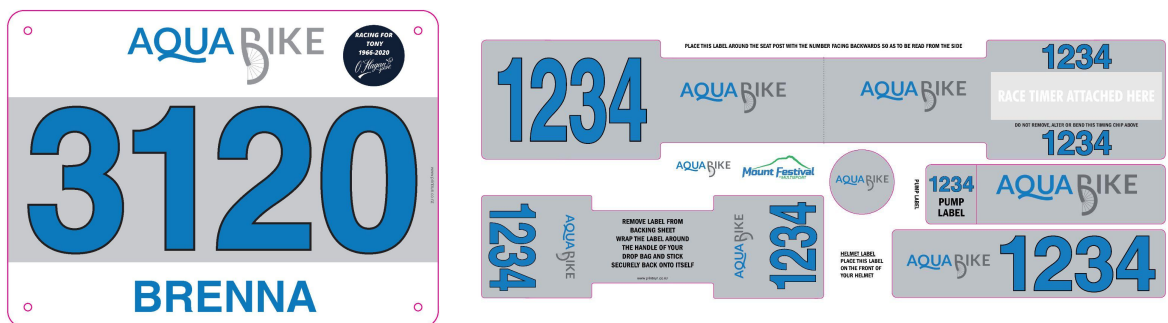 AQUA BIKE
RACING FOR
TONY
1966-2020
O'Hagan
3120
BRENNA
PLACE THIS LABEL AROUND THE SEAT POST WITH THE NUMBER FACING BACKWARDS SO AS TO BE READ FROM THE SIDE
1234
AQUA BIKE
AQUA BIKE
1234
RACE TIMER ATTACHED HERE
DO NOT REMOVE, ALTER OR BEND THIS TIMING CHIP ABOVE
1234
AQUA BIKE
Mount Festival
MULTISPORT
AQUA BIKE
PUMP LABEL
1234
PUMP
LABEL
AQUA BIKE
1234
AQUA BIKE
REMOVE LABEL FROM
BACKING SHEET
WRAP THE LABEL AROUND
THE HANDLE OF YOUR
DROP BAG AND STICK
SECURELY BACK ONTO ITSELF
AQUA BIKE
1234
HELMET LABEL
PLACE THIS LABEL
ON THE FRONT OF
YOUR HELMET
AQUA BIKE
1234